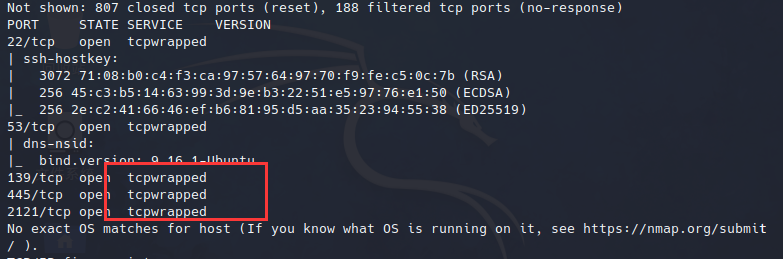 Not shown: 807 closed tcp ports (reset), 188 filtered tcp ports (no-response)
PORT     STATE SERVICE    VERSION
22/tcp   open  tcpwrapped
| ssh-hostkey:
|   3072 71:08:b0:c4:f3:ca:97:57:64:97:70:f9:fe:c5:0c:7b (RSA)
|   256 45:c3:b5:14:63:99:3d:9e:b3:22:51:e5:97:76:e1:50 (ECDSA)
|_  256 2e:c2:41:66:46:ef:b6:81:95:d5:aa:35:23:94:55:38 (ED25519)
53/tcp   open  tcpwrapped
| dns-nsid:
|_  bind.version: 9.16.1-Ubuntu
139/tcp  open  tcpwrapped
445/tcp  open  tcpwrapped
2121/tcp open  tcpwrapped
No exact OS matches for host (If you know what OS is running on it, see https://nmap.org/submit
/ ).